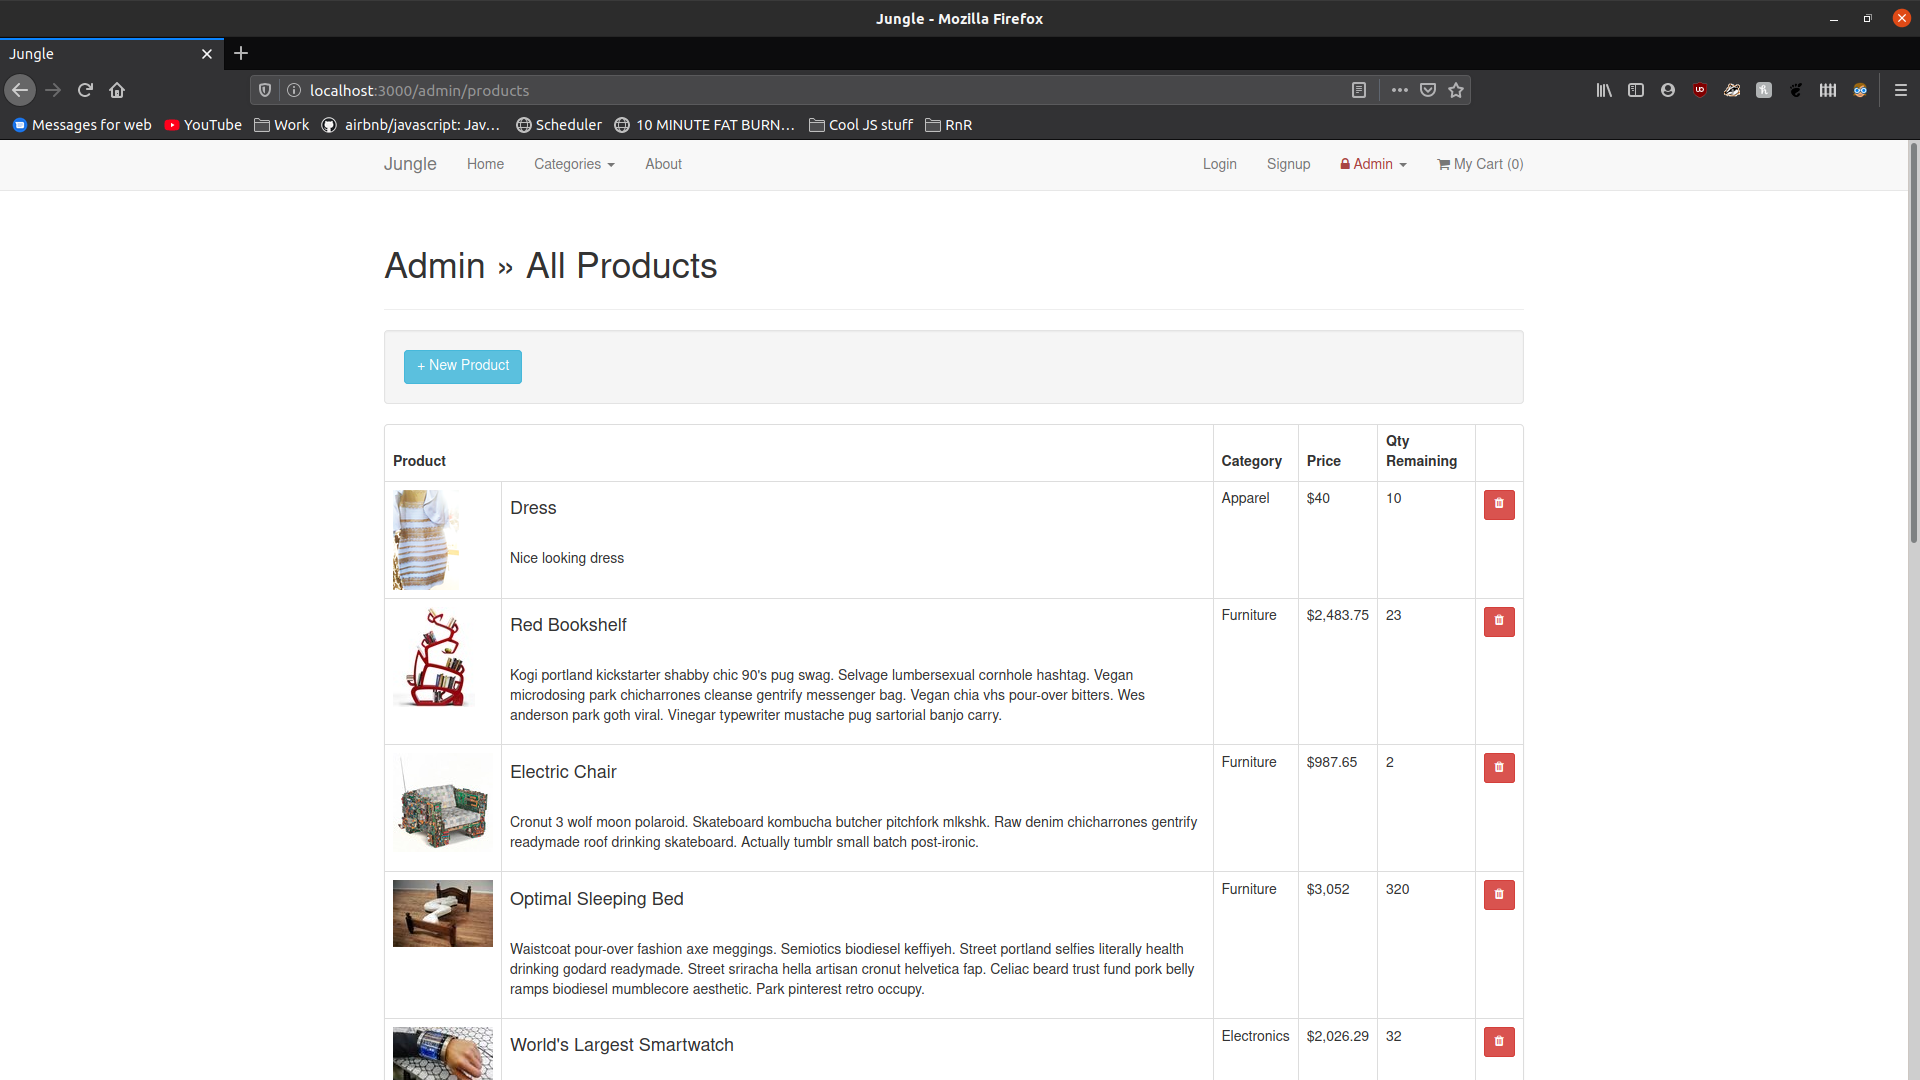 Jungle - Mozilla Firefox
Jungle
localhost:3000/admin/products
Messages for web YouTube Work airbnb/javascript: Jav... Scheduler 10 MINUTE FAT BURN... Cool JS stuff RnR
Jungle Home Categories About Login Signup Admin My Cart (0)
Admin » All Products
+ New Product
Product Category Price Qty Remaining
Dress Apparel $40 10
Nice looking dress
Red Bookshelf Furniture $2,483.75 23
Kogi portland kickstarter shabby chic 90's pug swag. Selvage lumbersexual cornhole hashtag. Vegan
microdosing park chicharrones cleanse gentrify messenger bag. Vegan chia vhs pour-over bitters. Wes
anderson park goth viral. Vinegar typewriter mustache pug sartorial banjo carry.
Electric Chair Furniture $987.65 2
Cronut 3 wolf moon polaroid. Skateboard kombucha butcher pitchfork mlkshk. Raw denim chicharrones gentrify
readymade roof drinking skateboard. Actually tumblr small batch post-ironic.
Optimal Sleeping Bed Furniture $3,052 320
Waistcoat pour-over fashion axe meggings. Semiotics biodiesel keffiyeh. Street portland selfies literally health
drinking godard readymade. Street sriracha hella artisan cronut helvetica fap. Celiac beard trust fund pork belly
ramps biodiesel mumblecore aesthetic. Park pinterest retro occupy.
World's Largest Smartwatch Electronics $2,026.29 32